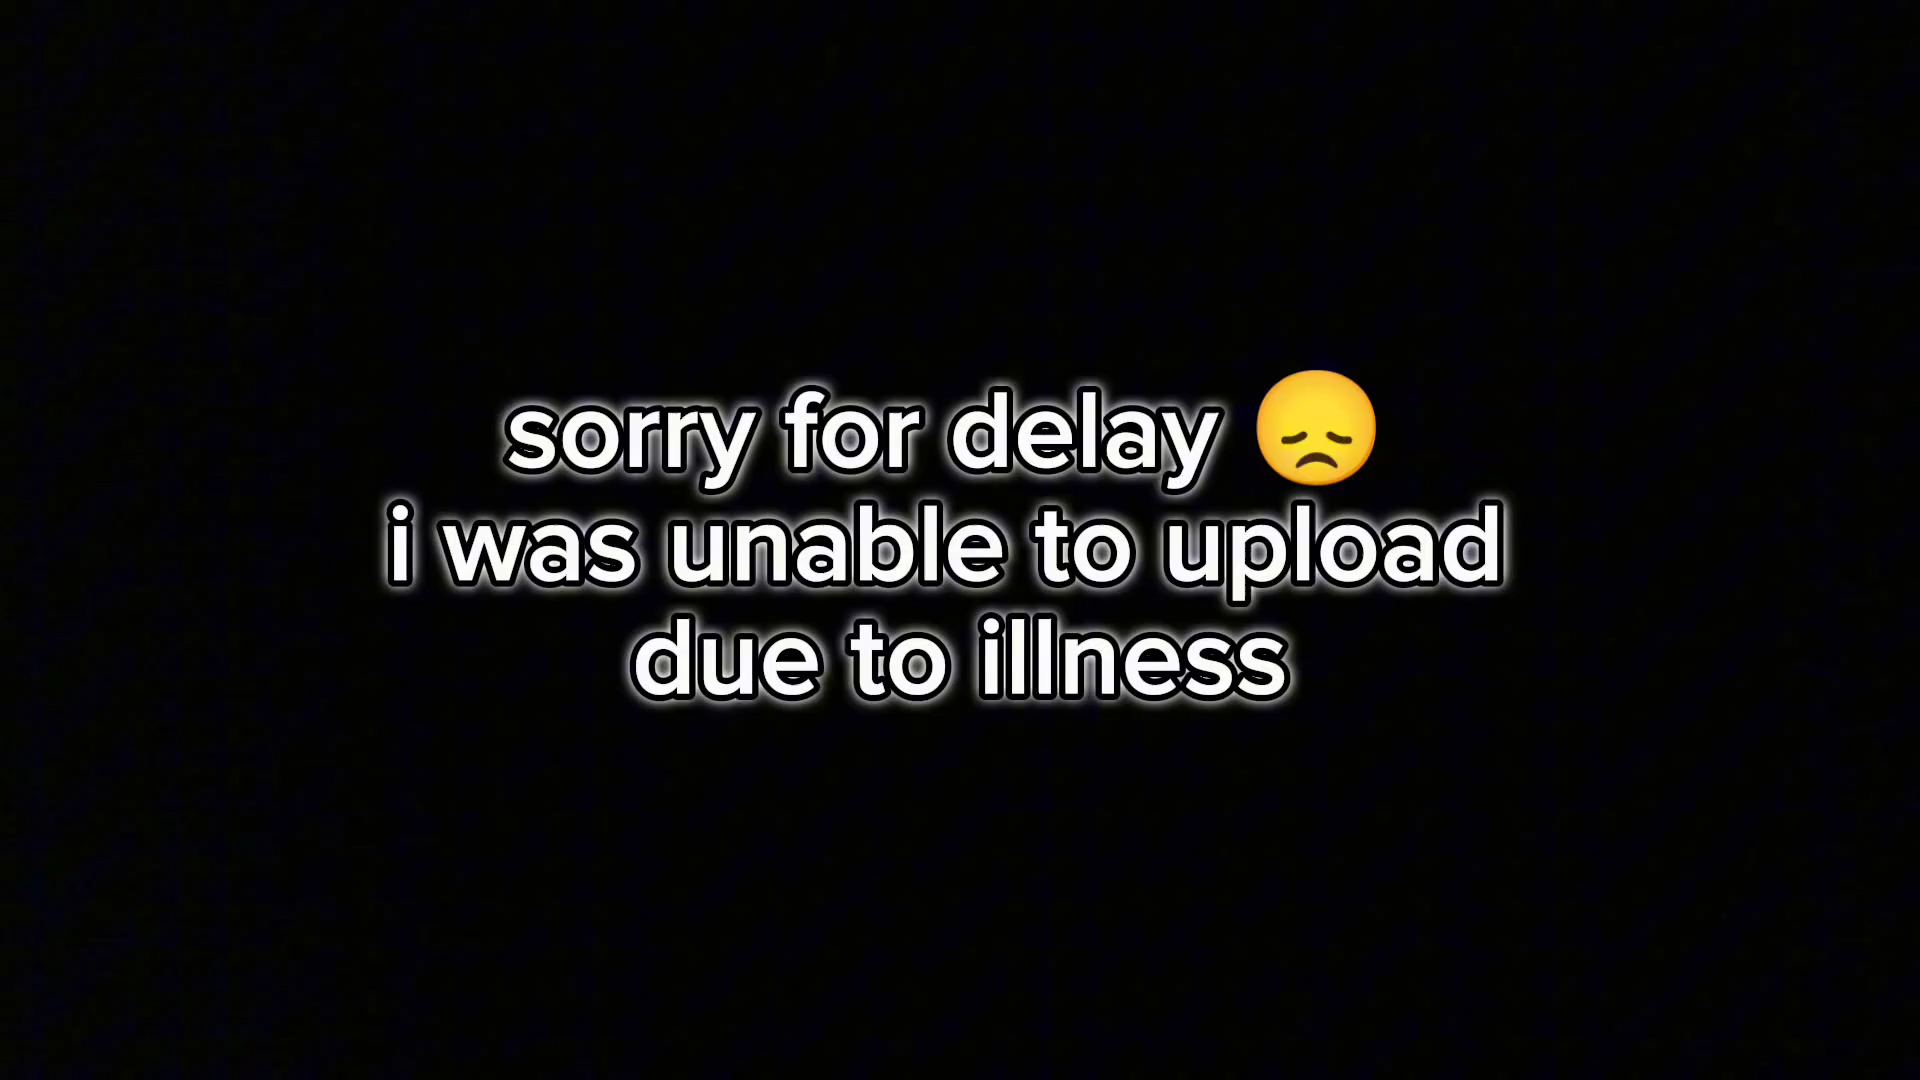 sorry for delay 😞
i was unable to upload
due to illness